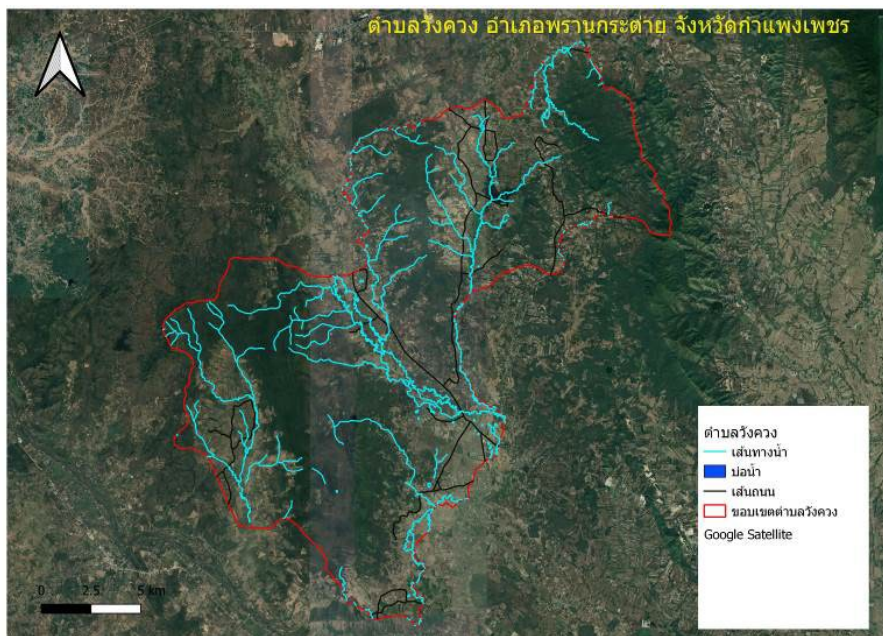 ตำบลวังควง อำเภอพรานกระต่าย จังหวัดกำแพงเพชร
ตำบลวังควง
เส้นทางน้ำ
บ่อน้ำ
เส้นถนน
ขอบเขตตำบลวังควง
Google Satellite
0 2.5 5 km